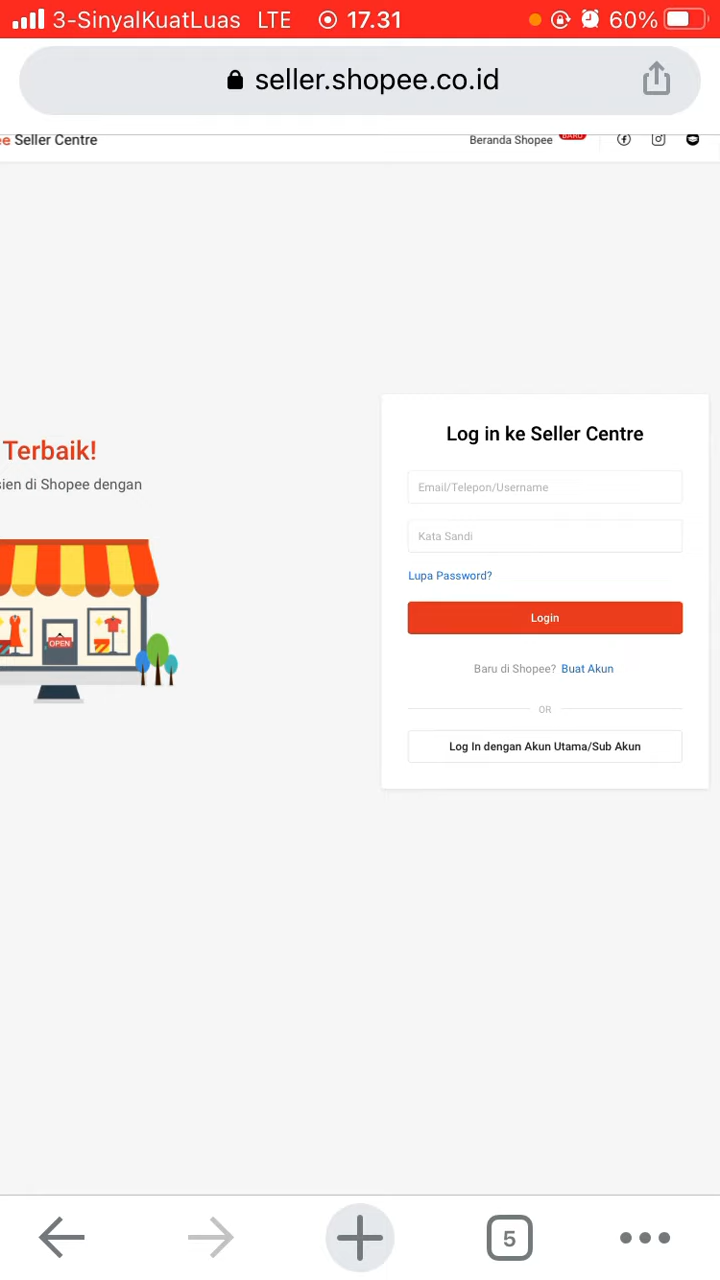 3-SinyalKuatLuas LTE 17.31 60%
seller.shopee.co.id
ee Seller Centre
Beranda Shopee
BARU
Terbaik!
sien di Shopee dengan
OPEN
Log in ke Seller Centre
Email/Telepon/Username
Kata Sandi
Lupa Password?
Login
Baru di Shopee? Buat Akun
OR
Log In dengan Akun Utama/Sub Akun
5